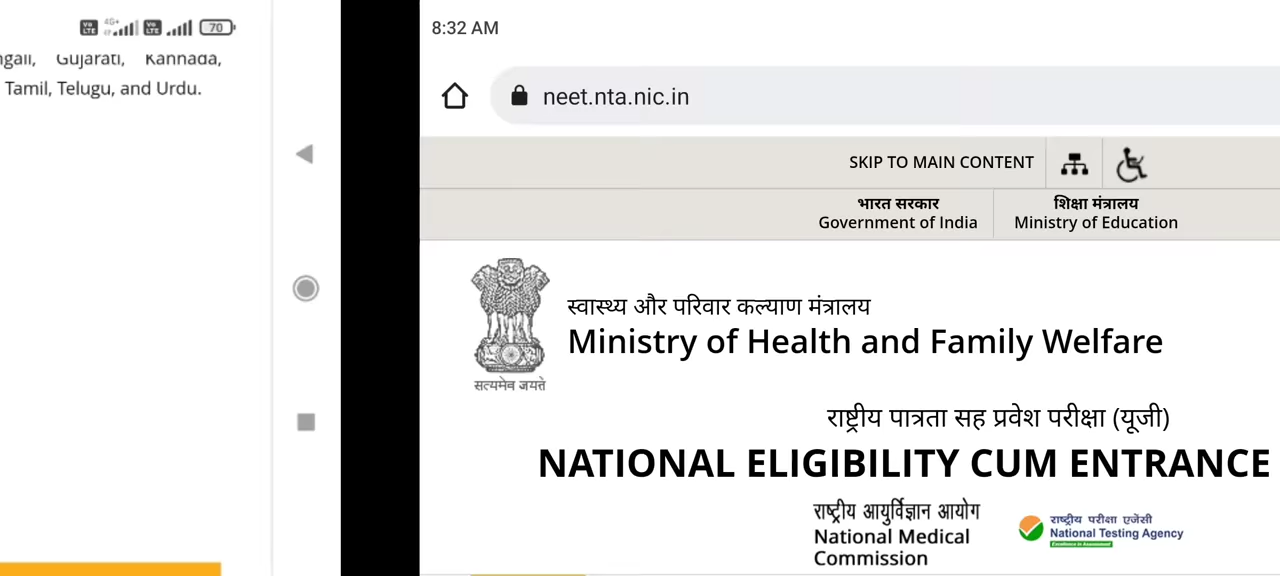 70
Gujarati, Kannada,
Tamil, Telugu, and Urdu.
8:32 AM
neet.nta.nic.in
SKIP TO MAIN CONTENT
भारत सरकार
Government of India
शिक्षा मंत्रालय
Ministry of Education
स्वास्थ्य और परिवार कल्याण मंत्रालय
Ministry of Health and Family Welfare
सत्यमेव जयते
राष्ट्रीय पात्रता सह प्रवेश परीक्षा (यूजी)
NATIONAL ELIGIBILITY CUM ENTRANCE
राष्ट्रीय आयुर्विज्ञान आयोग
National Medical
Commission
राष्ट्रीय परीक्षा एजेंसी
National Testing Agency
Excellence in Assessment